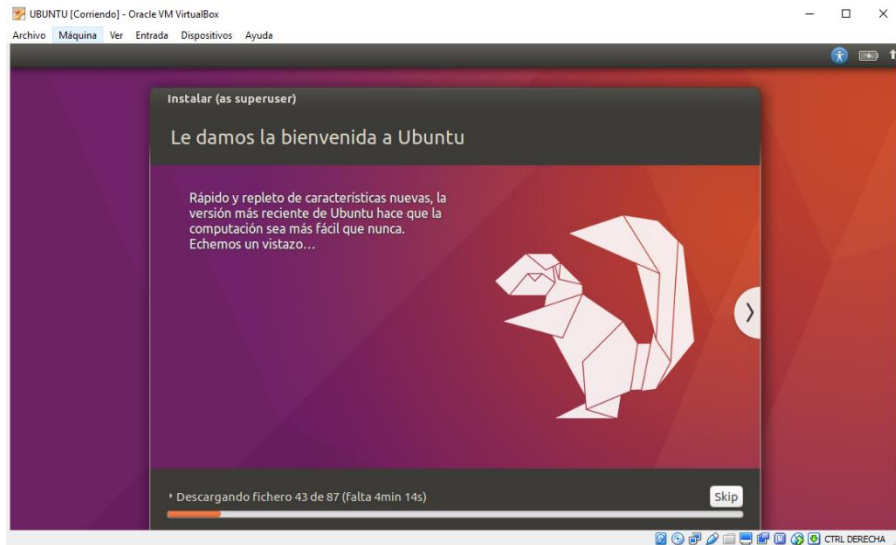 UBUNTU [Corriendo] - Oracle VM VirtualBox
Archivo Máquina Ver Entrada Dispositivos Ayuda
Instalar (as superuser)
Le damos la bienvenida a Ubuntu
Rápido y repleto de características nuevas, la
versión más reciente de Ubuntu hace que la
computación sea más fácil que nunca.
Echemos un vistazo...
Descargando fichero 43 de 87 (falta 4min 14s)
Skip
CTRL DERECHA